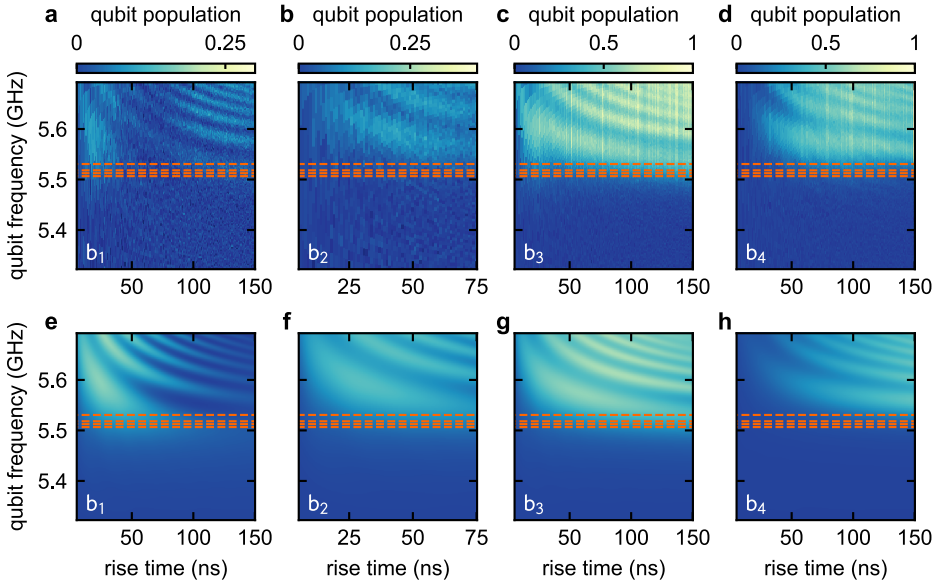 a qubit population b qubit population c qubit population d qubit population
0 0.25 0 0.25 0 0.5 1 0 0.5 1
qubit frequency (GHz)
5.6
5.5
5.4
b1 b2 b3 b4
50 100 150 25 50 75 50 100 150 50 100 150
e f g h
qubit frequency (GHz)
5.6
5.5
5.4
b1 b2 b3 b4
50 100 150 25 50 75 50 100 150 50 100 150
rise time (ns) rise time (ns) rise time (ns) rise time (ns)